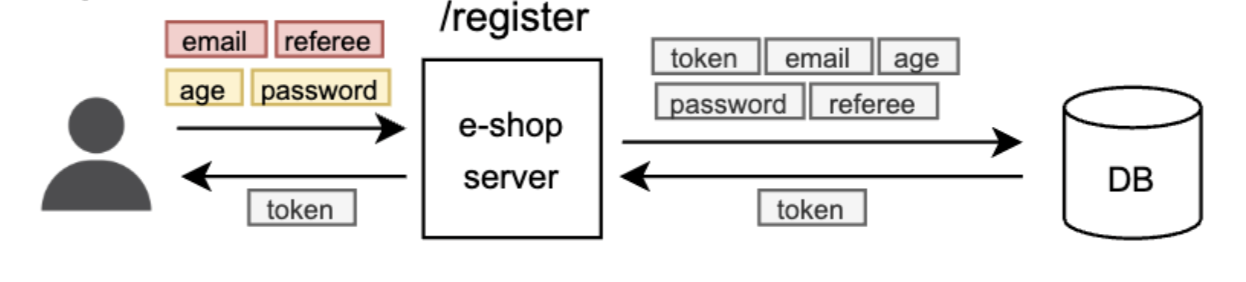 /register
email referee
age password
e-shop
server
token
token email age
password referee
token
DB